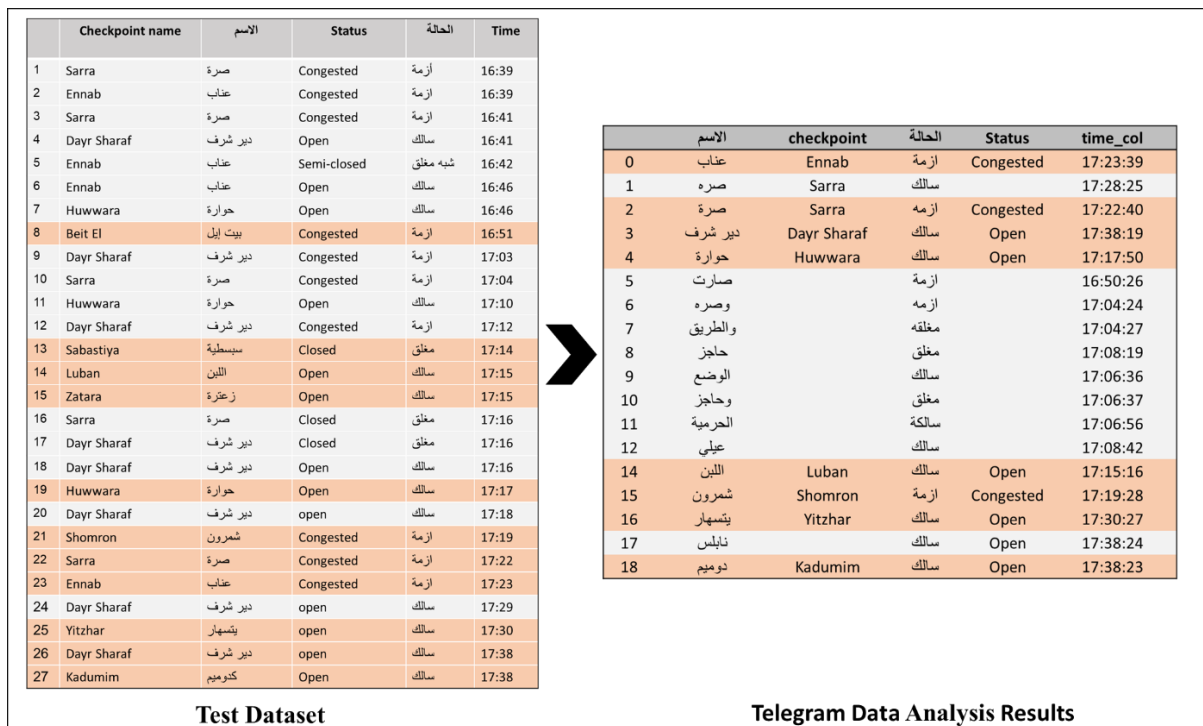 Checkpoint name الاسم Status الحالة Time
1 Sarra صرة Congested أزمة 16:39
2 Ennab عناب Congested ازمة 16:39
3 Sarra صرة Congested ازمة 16:41
4 Dayr Sharaf دير شرف Open سالك 16:41
5 Ennab عناب Semi-closed شبه مغلق 16:42
6 Ennab عناب Open سالك 16:46
7 Huwwara حوارة Open سالك 16:46
8 Beit El بيت إيل Congested ازمة 16:51
9 Dayr Sharaf دير شرف Congested ازمة 17:03
10 Sarra صرة Congested ازمة 17:04
11 Huwwara حوارة Open سالك 17:10
12 Dayr Sharaf دير شرف Congested ازمة 17:12
13 Sabastiya سبسطية Closed مغلق 17:14
14 Luban اللبن Open سالك 17:15
15 Zatara زعترة Open سالك 17:15
16 Sarra صرة Closed مغلق 17:16
17 Dayr Sharaf دير شرف Closed مغلق 17:16
18 Dayr Sharaf دير شرف Open سالك 17:16
19 Huwwara حوارة Open سالك 17:17
20 Dayr Sharaf دير شرف open سالك 17:18
21 Shomron شمرون Congested ازمة 17:19
22 Sarra صرة Congested ازمة 17:22
23 Ennab عناب Congested ازمة 17:23
24 Dayr Sharaf دير شرف open سالك 17:29
25 Yitzhar يتسهار open سالك 17:30
26 Dayr Sharaf دير شرف open سالك 17:38
27 Kadumim كدوميم Open سالك 17:38
Test Dataset
الاسم checkpoint الحالة Status time_col
0 عناب Ennab ازمة Congested 17:23:39
1 صره Sarra سالك 17:28:25
2 صرة Sarra ازمه Congested 17:22:40
3 دير شرف Dayr Sharaf سالك Open 17:38:19
4 حوارة Huwwara سالك Open 17:17:50
5 صارت ازمة 16:50:26
6 وصره ازمه 17:04:24
7 والطريق مغلقه 17:04:27
8 حاجز مغلق 17:08:19
9 الوضع سالك 17:06:36
10 وحاجز مغلق 17:06:37
11 الحرمية سالكة 17:06:56
12 عيلي سالك 17:08:42
14 اللبن Luban سالك Open 17:15:16
15 شمرون Shomron ازمة Congested 17:19:28
16 يتسهار Yitzhar سالك Open 17:30:27
17 نابلس سالك Open 17:38:24
18 دوميم Kadumim سالك Open 17:38:23
Telegram Data Analysis Results